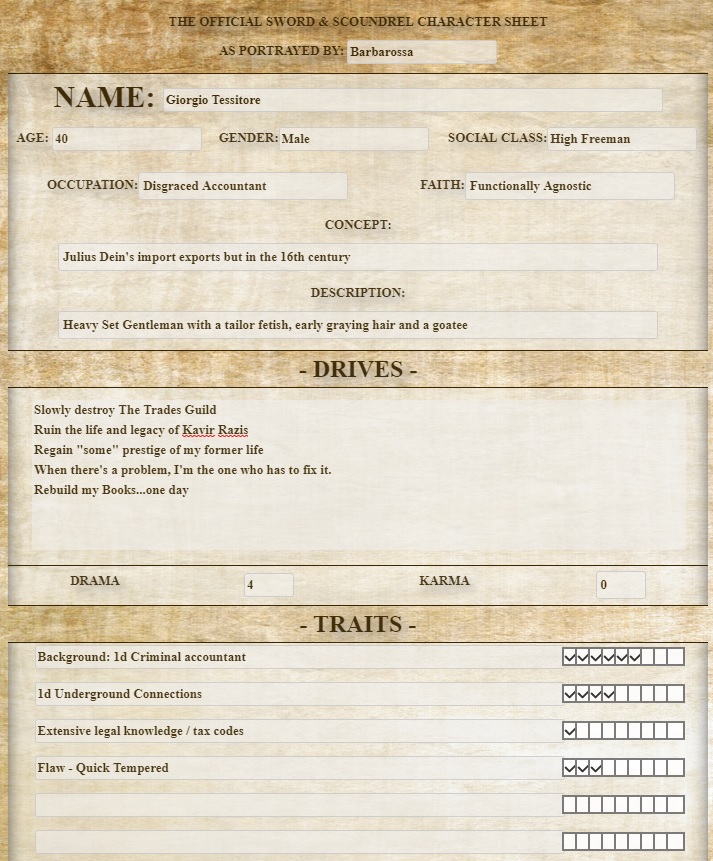 THE OFFICIAL SWORD & SCOUNDREL CHARACTER SHEET
AS PORTRAYED BY: Barbarossa
NAME: Giorgio Tessitore
AGE: 40 GENDER: Male SOCIAL CLASS: High Freeman
OCCUPATION: Disgraced Accountant FAITH: Functionally Agnostic
CONCEPT:
Julius Dein's import exports but in the 16th century
DESCRIPTION:
Heavy Set Gentleman with a tailor fetish, early graying hair and a goatee
- DRIVES -
Slowly destroy The Trades Guild
Ruin the life and legacy of Kavir Razis
Regain "some" prestige of my former life
When there's a problem, I'm the one who has to fix it.
Rebuild my Books...one day
DRAMA 4 KARMA 0
- TRAITS -
Background: 1d Criminal accountant
1d Underground Connections
Extensive legal knowledge / tax codes
Flaw - Quick Tempered